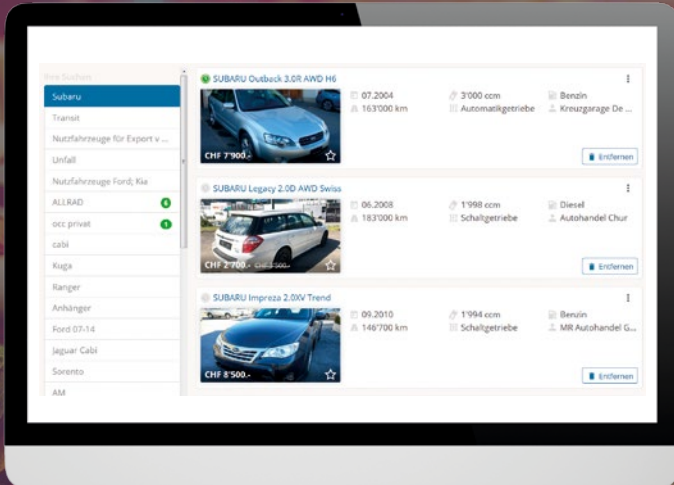 Ihre Suchen
Subaru
Transit
Nutzfahrzeuge für Export v ...
Unfall
Nutzfahrzeuge Ford; Kia
ALLRAD 6
occ privat 1
cabi
Kuga
Ranger
Anhänger
Ford 07-14
Jaguar Cabi
Sorento
AM
SUBARU Outback 3.0R AWD H6
07.2004 3'000 ccm Benzin
163'000 km Automatikgetriebe Kreuzgarage De ...
CHF 7'900.-
Entfernen
SUBARU Legacy 2.0D AWD Swiss
06.2008 1'998 ccm Diesel
183'000 km Schaltgetriebe Autohandel Chur
CHF 2'700.- CHF 3'500.-
Entfernen
SUBARU Impreza 2.0XV Trend
09.2010 1'994 ccm Benzin
146'700 km Schaltgetriebe MR Autohandel G...
CHF 8'500.-
Entfernen